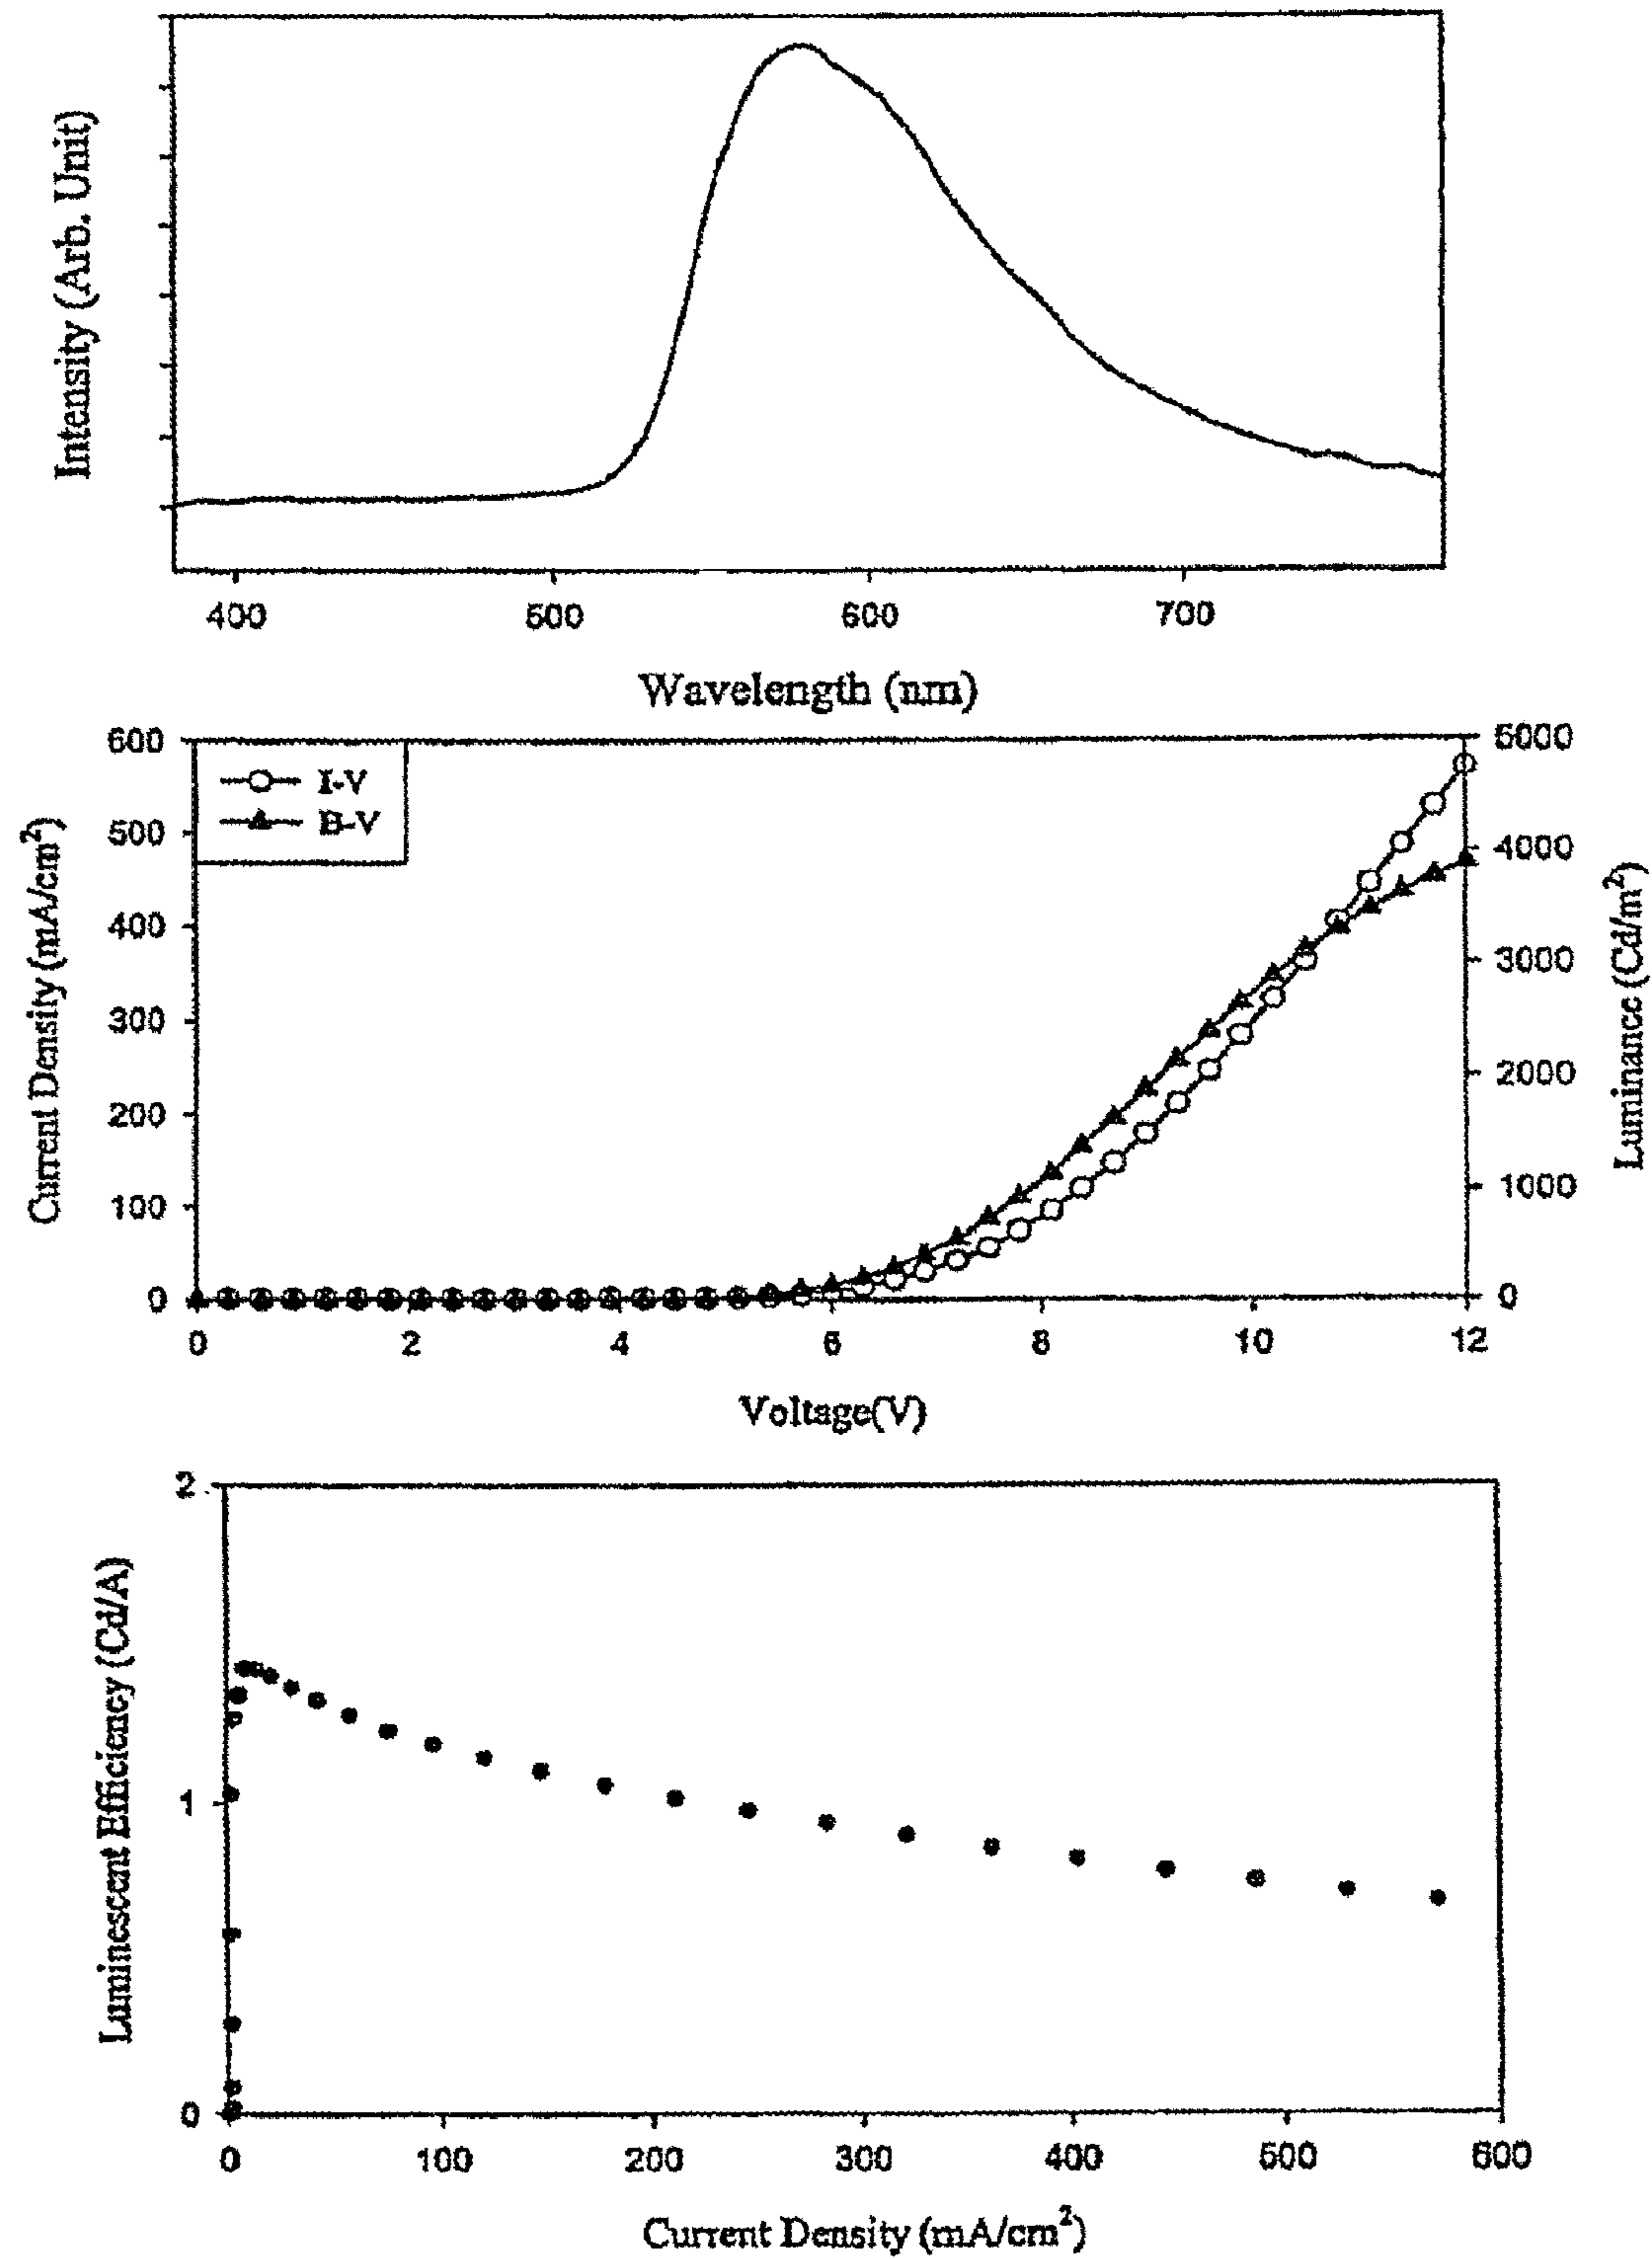 Intensity (Arb. Unit)
400 500 600 700
Wavelength (nm)
600
500
400
300
200
100
0
Current Density (mA/cm²)
I-V
B-V
5000
4000
3000
2000
1000
0
Luminance (Cd/m²)
0 2 4 6 8 10 12
Voltage(V)
2
1
0
Luminescent Efficiency (Cd/A)
0 100 200 300 400 500 600
Current Density (mA/cm²)